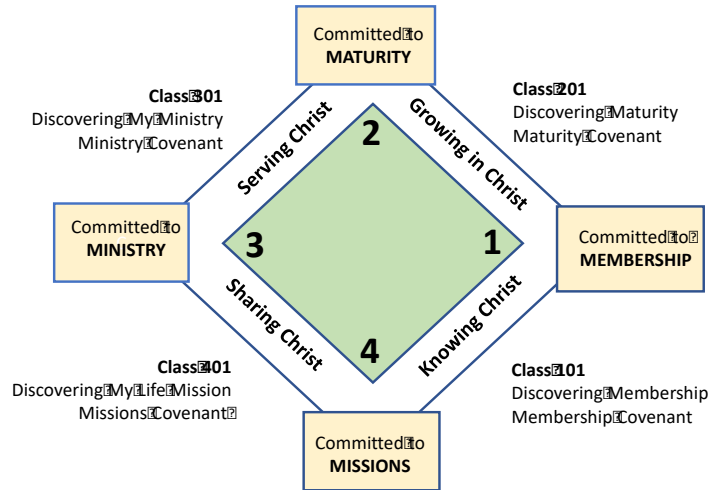 Committed to
MATURITY
Class 301
Discovering My Ministry
Ministry Covenant
Class 201
Discovering Maturity
Maturity Covenant
Serving Christ
Growing in Christ
2
Committed to
MINISTRY
3
1
Committed to
MEMBERSHIP
Sharing Christ
Knowing Christ
4
Class 401
Discovering My Life Mission
Missions Covenant
Class 101
Discovering Membership
Membership Covenant
Committed to
MISSIONS